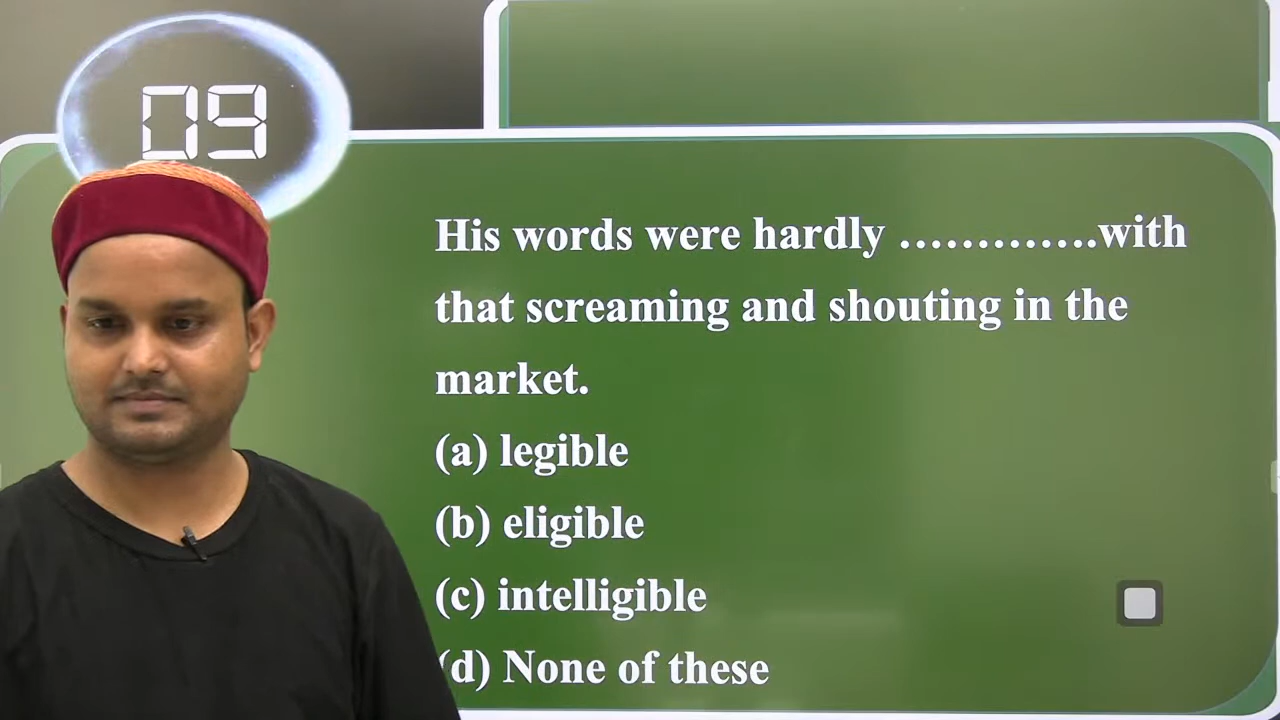 09
His words were hardly .............with
that screaming and shouting in the
market.
(a) legible
(b) eligible
(c) intelligible
(d) None of these